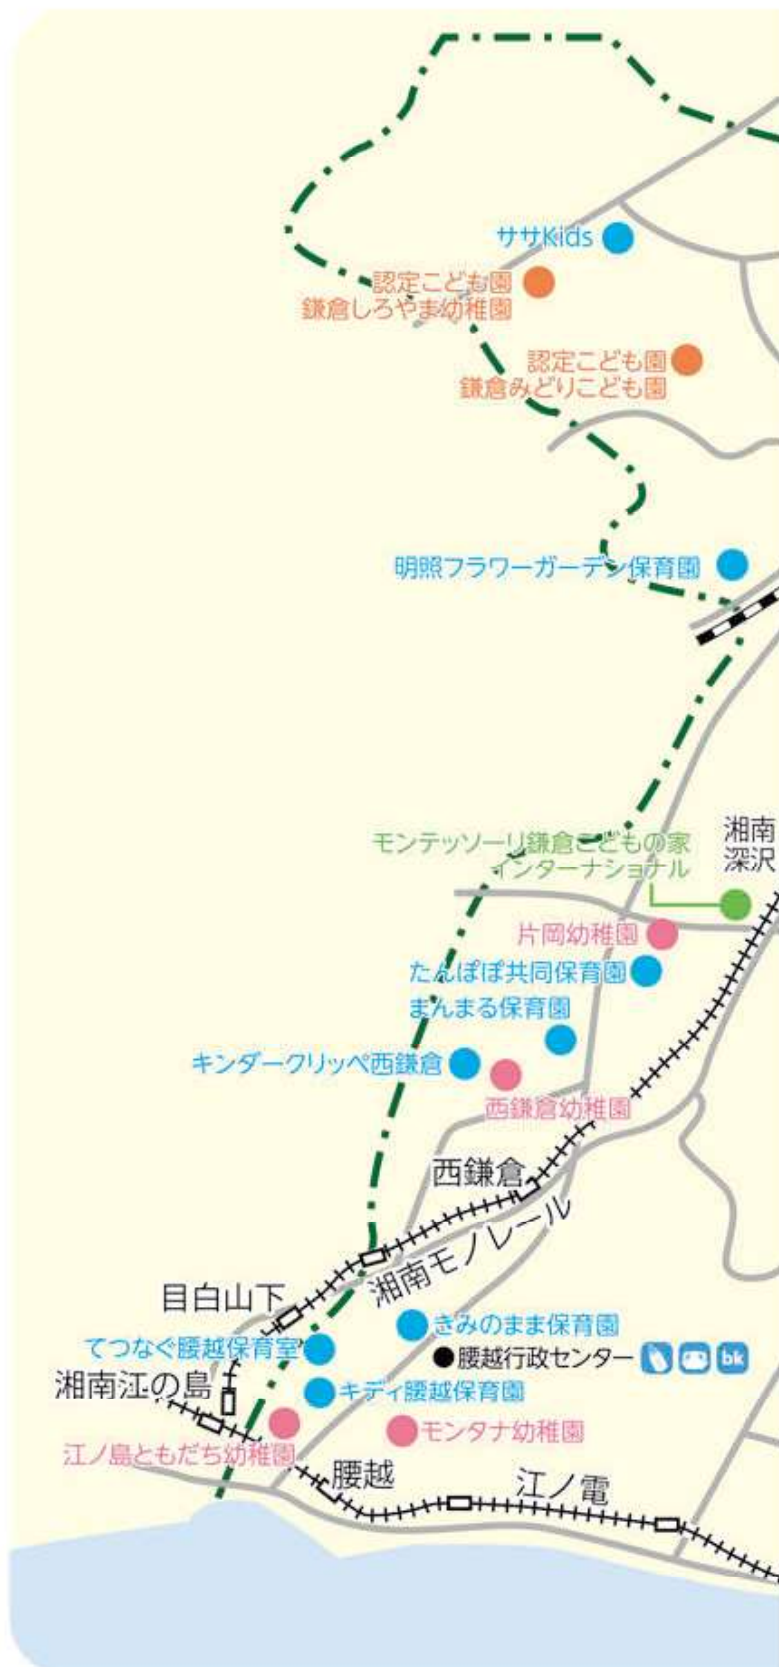 ササKids
認定こども園
鎌倉しろやま幼稚園
認定こども園
鎌倉みどりこども園
明照フラワーガーデン保育園
湘南
深沢
モンテッソーリ鎌倉こどもの家
インターナショナル
片岡幼稚園
たんぽぽ共同保育園
まんまる保育園
キンダークリッペ西鎌倉
西鎌倉幼稚園
西鎌倉
湘南モノレール
目白山下
きみのまま保育園
てつなぐ腰越保育室
腰越行政センター
bk
湘南江の島
キディ腰越保育園
モンタナ幼稚園
江ノ島ともだち幼稚園
腰越
江ノ電